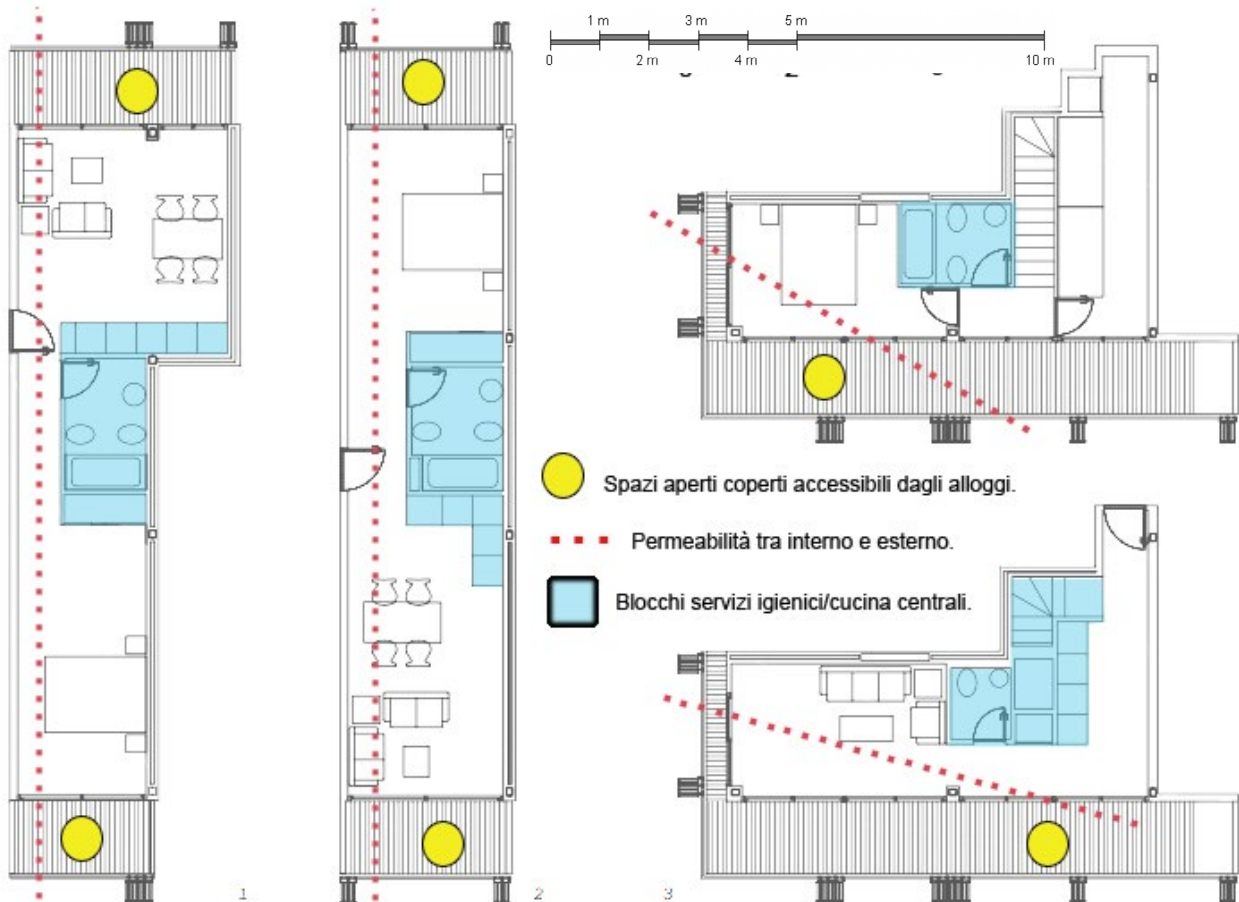 1 m 3 m 5 m
0 2 m 4 m 10 m
Spazi aperti coperti accessibili dagli alloggi.
Permeabilità tra interno e esterno.
Blocchi servizi igienici/cucina centrali.
1 2 3